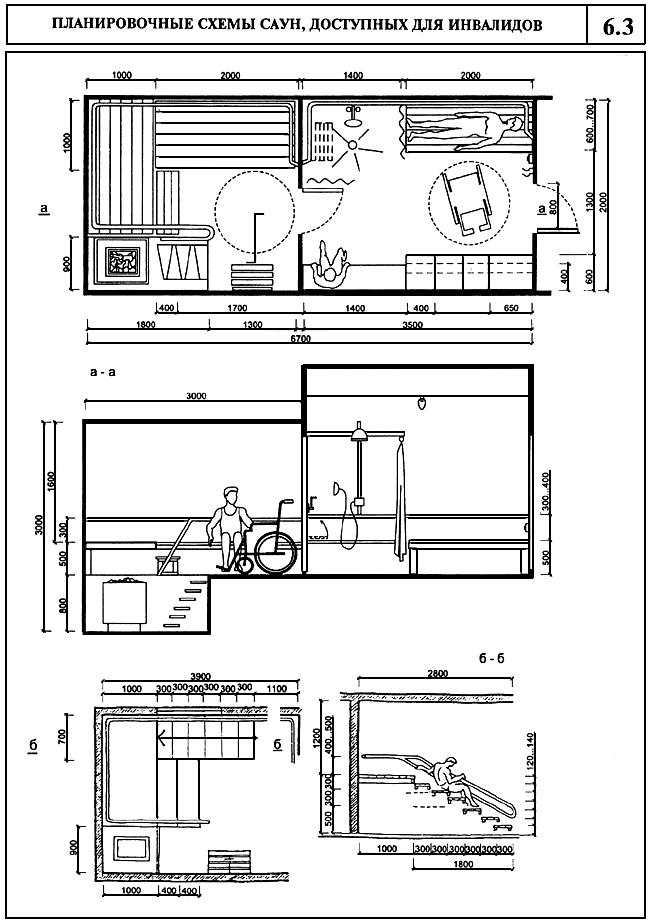 ПЛАНИРОВОЧНЫЕ СХЕМЫ САУН, ДОСТУПНЫХ ДЛЯ ИНВАЛИДОВ
6.3
1000 2000 1400 2000
1000
900
а
а
800
600...700
1300
600
400
2000
400 1700 1400 400 650
1800 1300 3500
6700
а - а
3000
3000
1600
300
500
800
300...400
500
б - б
3900
1000 300 300 300 300 300 300 1100
700
900
б
б
1000 400 400
2800
1200
400...500
300
300
500
120...140
1000 300 300 300 300 300 300
1800